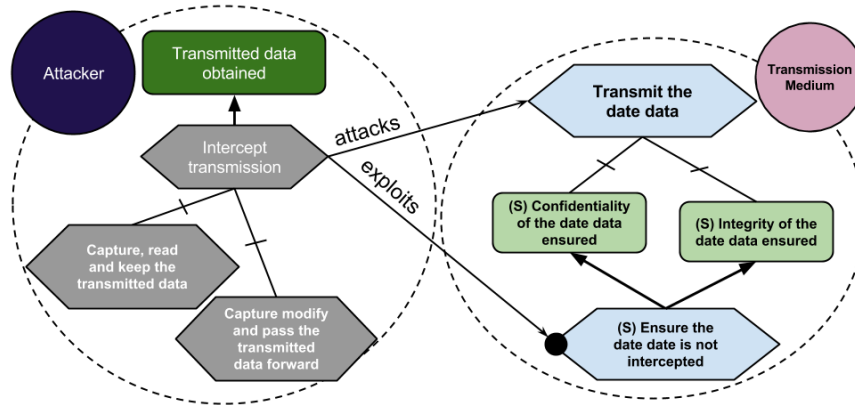 Attacker
Transmitted data
obtained
Intercept
transmission
Capture, read
and keep the
transmitted data
Capture modify
and pass the
transmitted
data forward
attacks
exploits
Transmission
Medium
Transmit the
date data
(S) Confidentiality
of the date data
ensured
(S) Integrity of the
date data ensured
(S) Ensure the
date date is not
intercepted